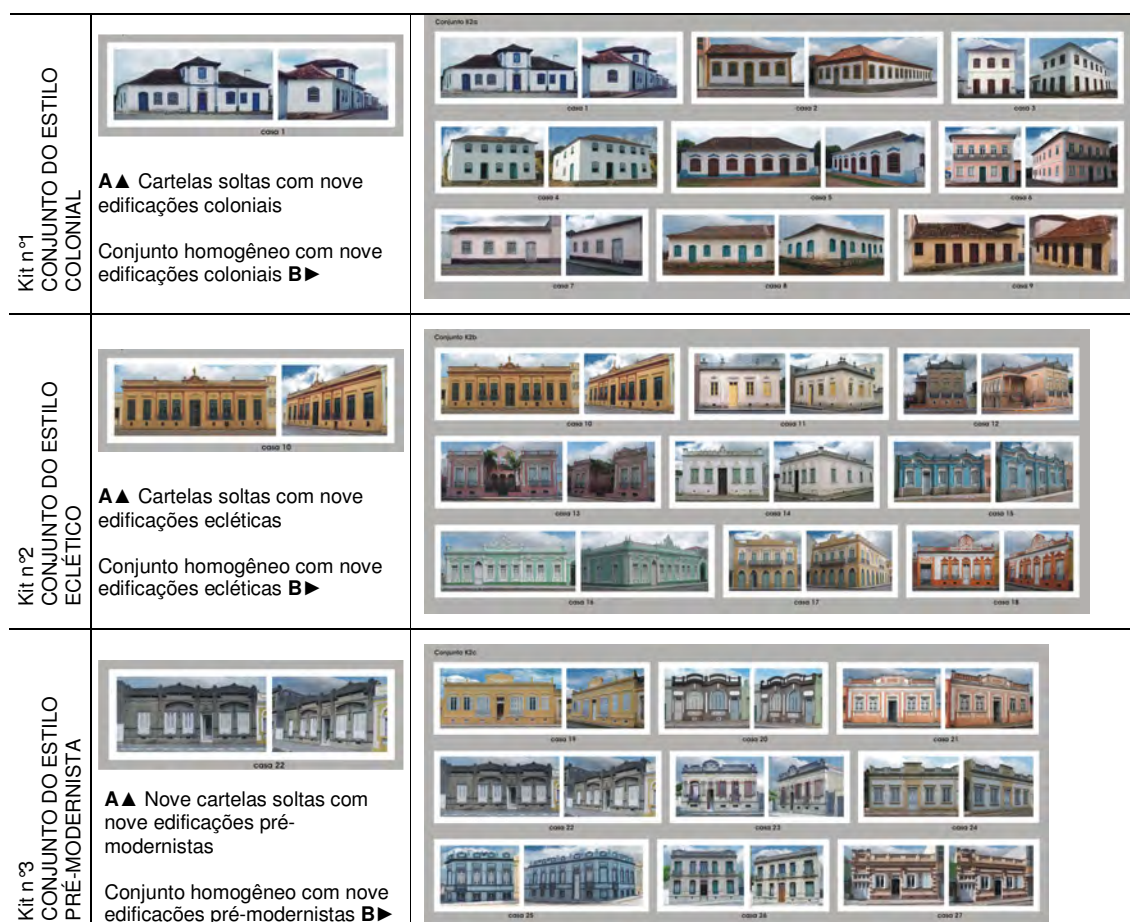 Kit nº1
CONJUNTO DO ESTILO
COLONIAL
casa 1
A▲ Cartelas soltas com nove
edificações coloniais
Conjunto homogêneo com nove
edificações coloniais B►
Conjunto K2a
casa 1
casa 2
casa 3
casa 4
casa 5
casa 6
casa 7
casa 8
casa 9
Kit nº2
CONJUNTO DO ESTILO
ECLÉTICO
casa 10
A▲ Cartelas soltas com nove
edificações ecléticas
Conjunto homogêneo com nove
edificações ecléticas B►
Conjunto K2b
casa 10
casa 11
casa 12
casa 13
casa 14
casa 15
casa 16
casa 17
casa 18
Kit nº3
CONJUNTO DO ESTILO
PRÉ-MODERNISTA
casa 22
A▲ Nove cartelas soltas com
nove edificações pré-
modernistas
Conjunto homogêneo com nove
edificações pré-modernistas B►
Conjunto K2c
casa 19
casa 20
casa 21
casa 22
casa 23
casa 24
casa 25
casa 26
casa 27